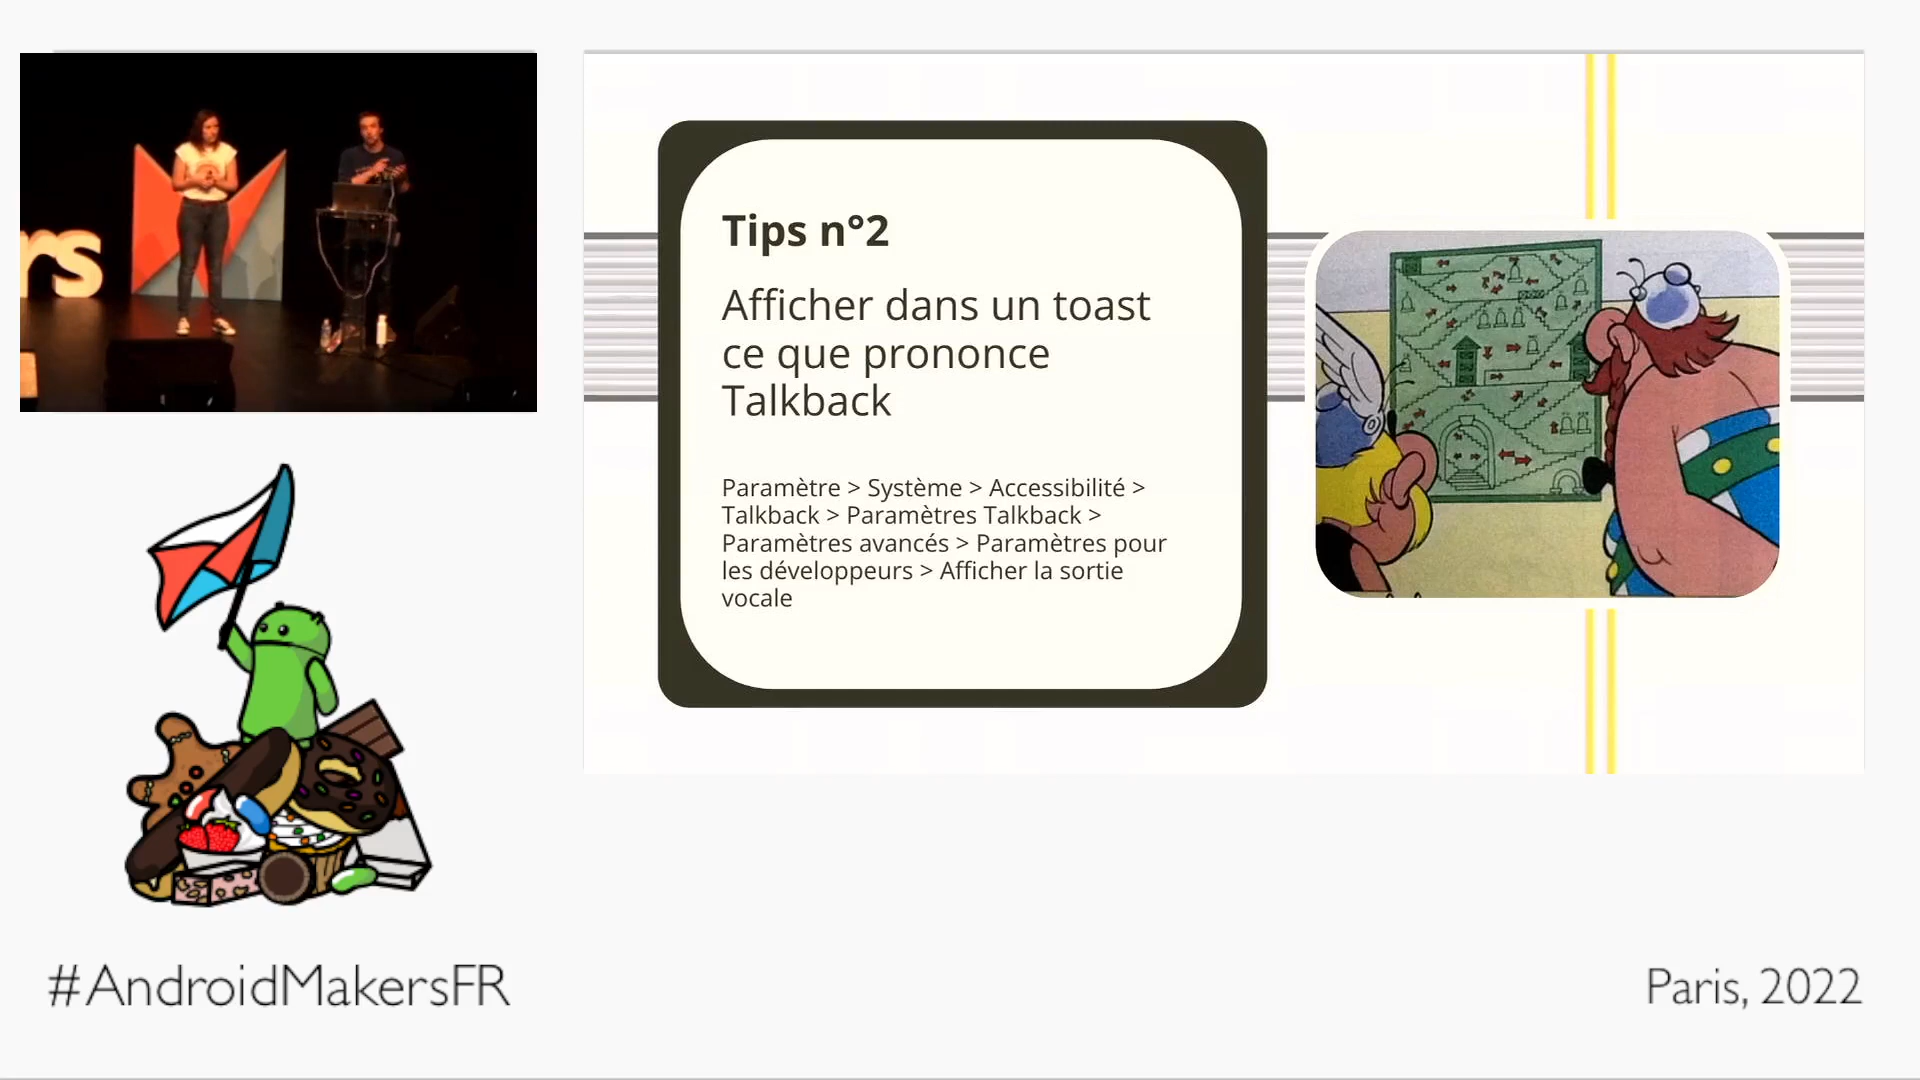 rs
Tips n°2
Afficher dans un toast
ce que prononce
Talkback
Paramètre > Système > Accessibilité >
Talkback > Paramètres Talkback >
Paramètres avancés > Paramètres pour
les développeurs > Afficher la sortie
vocale
#AndroidMakersFR
Paris, 2022